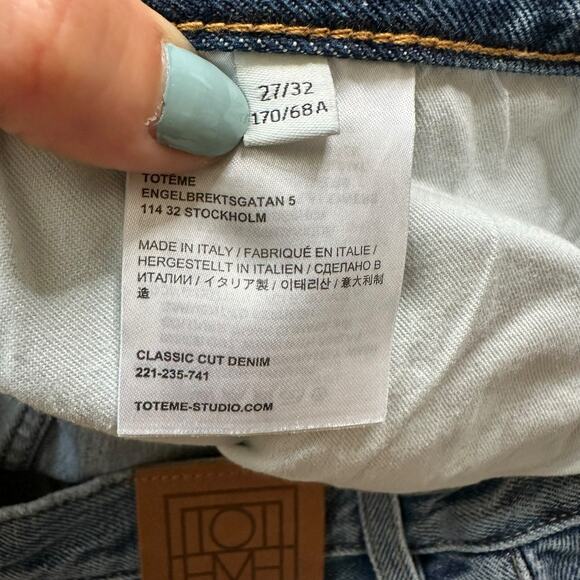 27/32
170/68A
TOTÊME
ENGELBREKTSGATAN 5
114 32 STOCKHOLM
MADE IN ITALY / FABRIQUÉ EN ITALIE /
HERGESTELLT IN ITALIEN / СДЕЛАНО В
ИТАЛИИ / イタリア製 / 이태리산 / 意大利制
造
CLASSIC CUT DENIM
221-235-741
TOTEME-STUDIO.COM